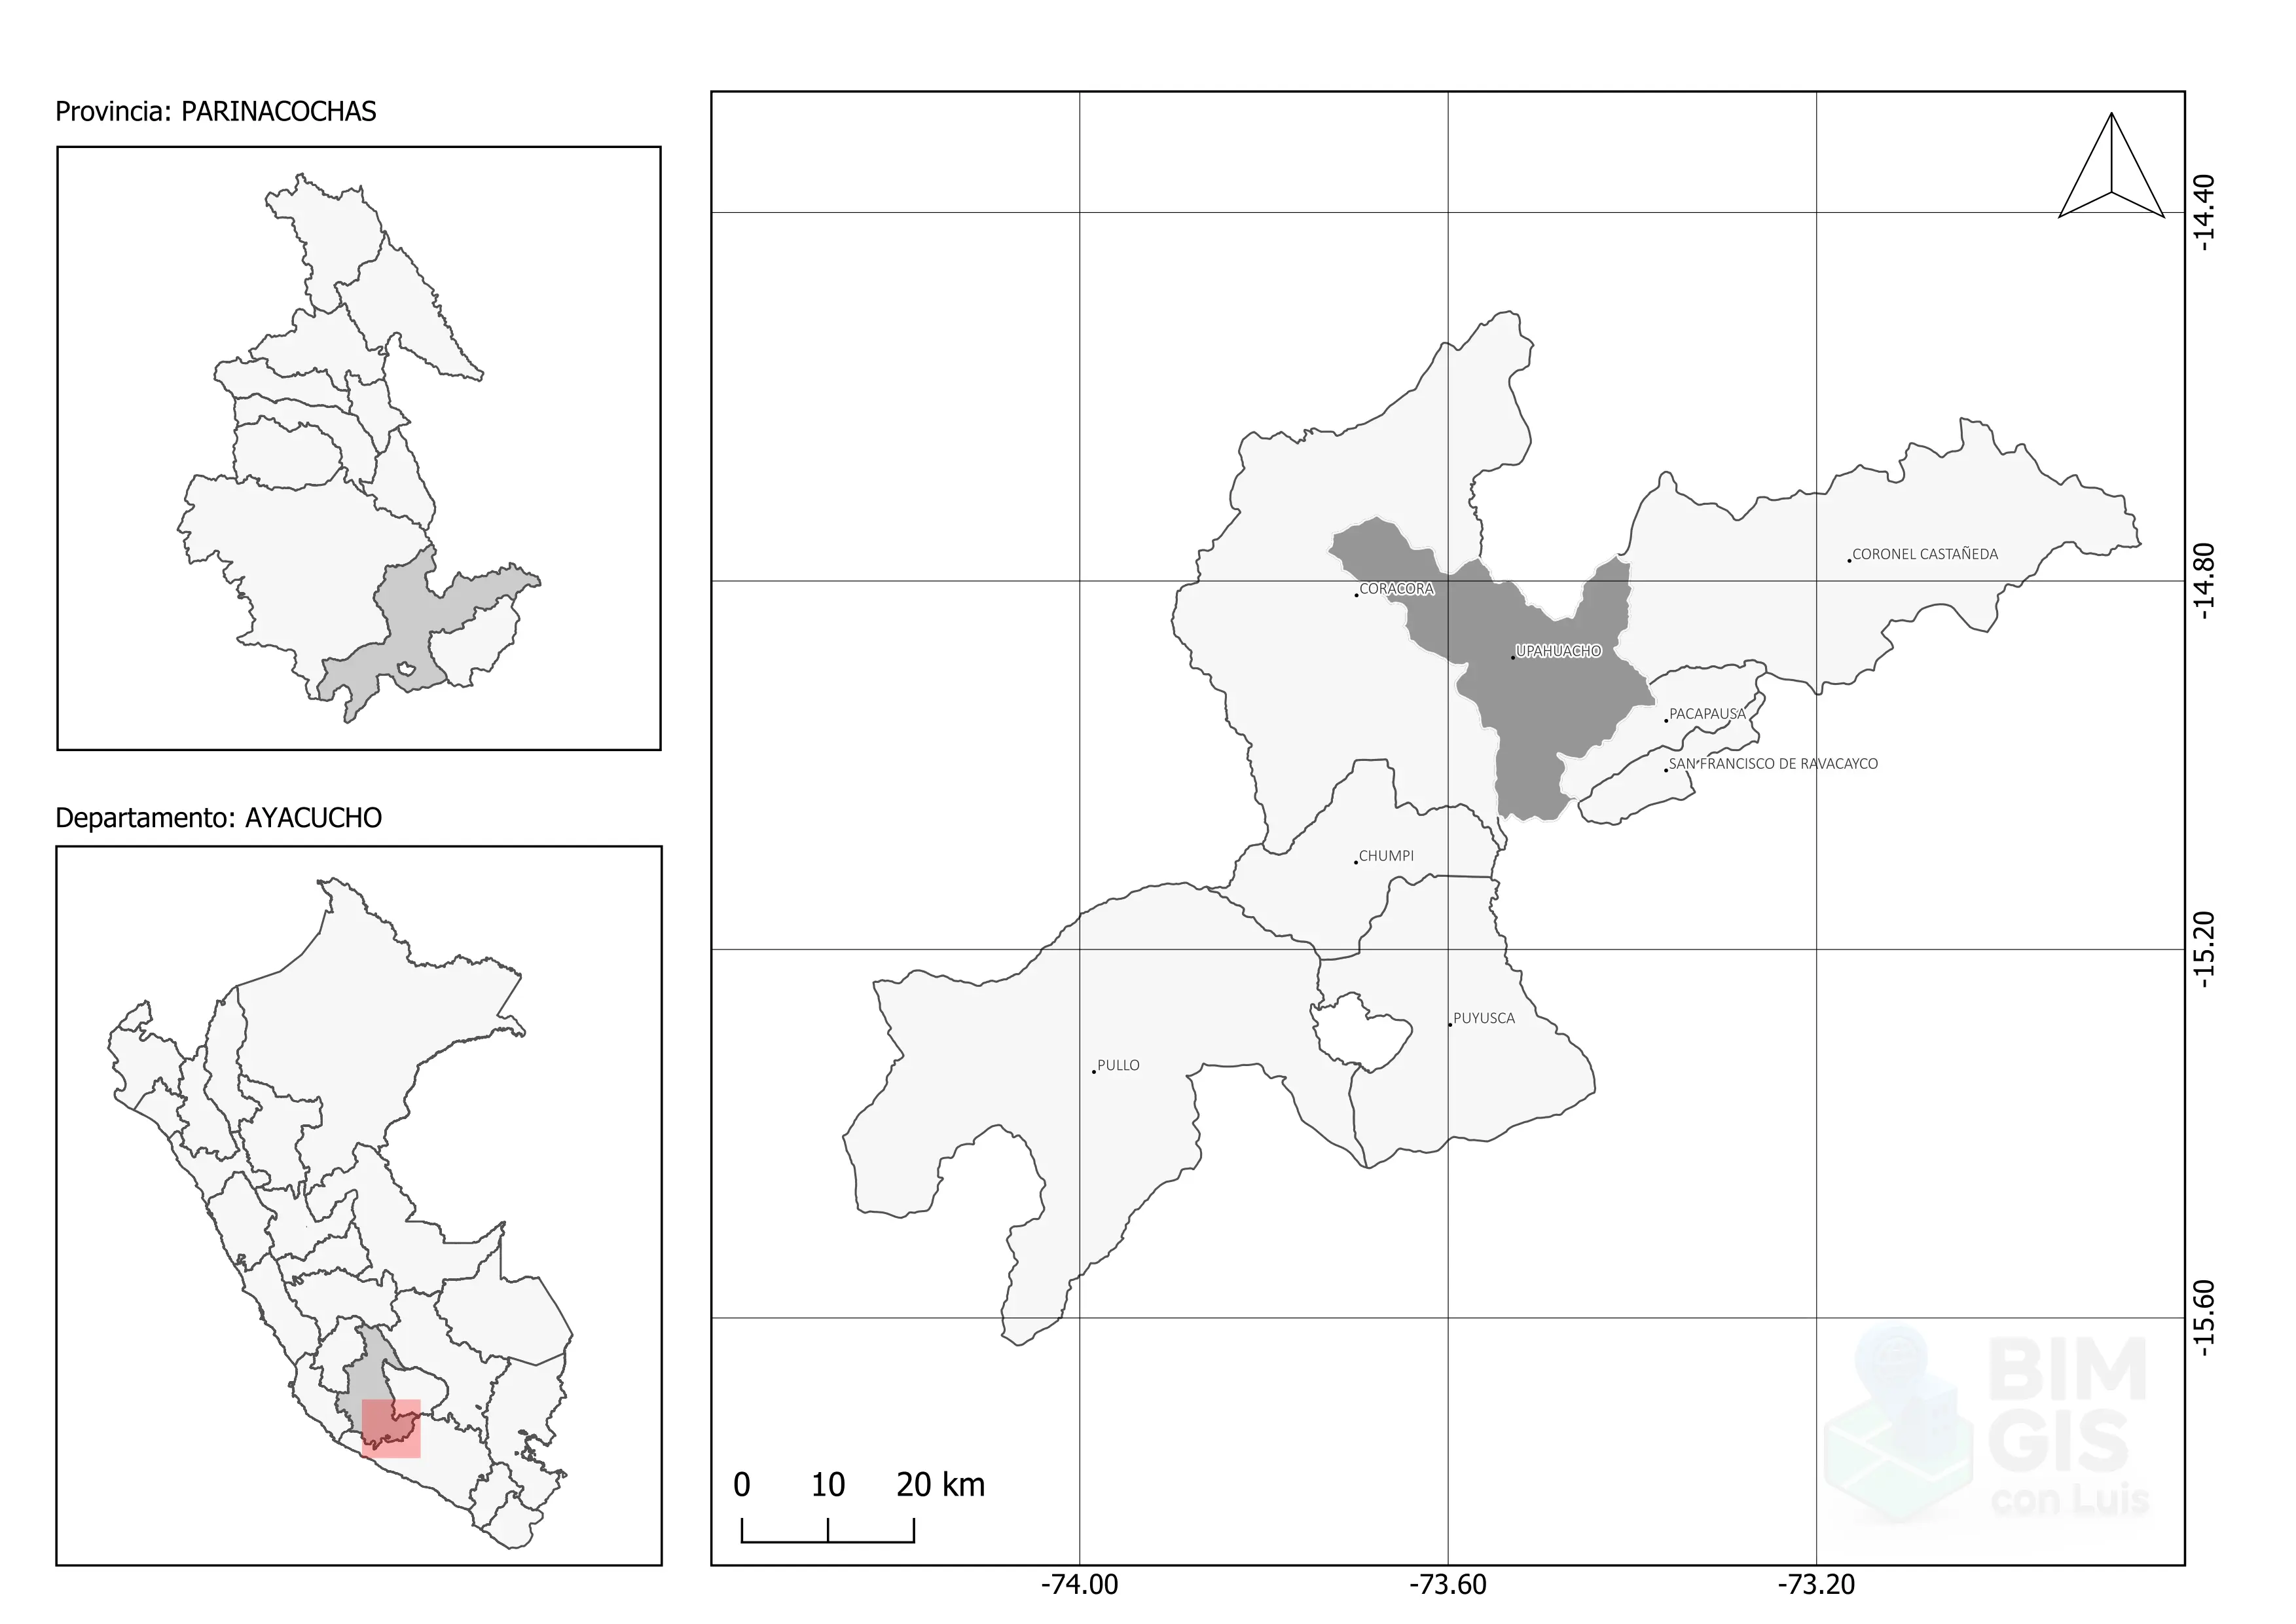 Provincia: PARINACOCHAS
Departamento: AYACUCHO
-14.40
-14.80
-15.20
-15.60
CORONEL CASTAÑEDA
CORACORA
UPAHUACHO
PACAPAUSA
SAN FRANCISCO DE RAVACAYCO
CHUMPI
PUYUSCA
PULLO
BIM
GIS
con Luis
0 10 20 km
-74.00 -73.60 -73.20